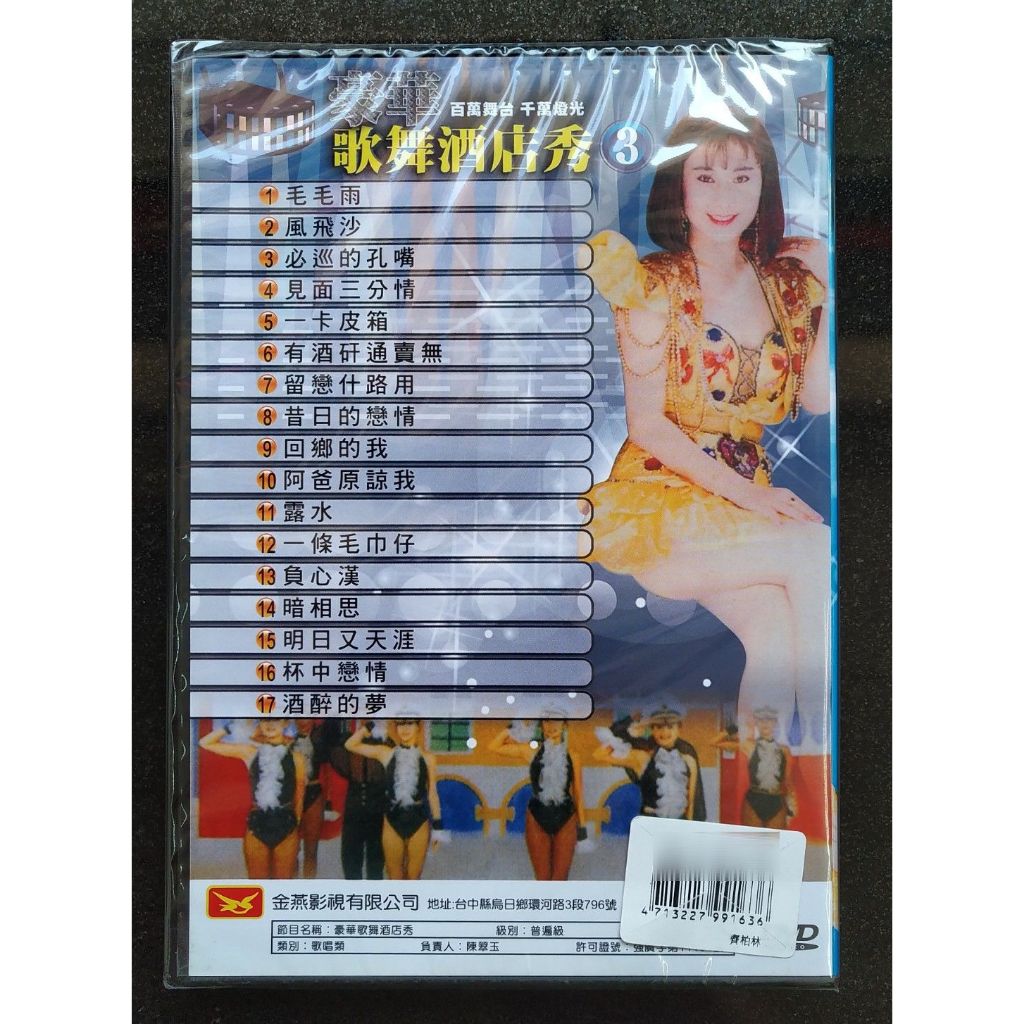 豪華
百萬舞台 千萬燈光
歌舞酒店秀 3
1 毛毛雨
2 風飛沙
3 必巡的孔嘴
4 見面三分情
5 一卡皮箱
6 有酒矸通賣無
7 留戀什路用
8 昔日的戀情
9 回鄉的我
10 阿爸原諒我
11 露水
12 一條毛巾仔
13 負心漢
14 暗相思
15 明日又天涯
16 杯中戀情
17 酒醉的夢
金燕影視有限公司 地址:台中縣烏日鄉環河路3段796號
節目名稱:豪華歌舞酒店秀 級別:普遍級
類別:歌唱類 負責人:陳翠玉 許可證號:
4 713227 991636
齊柏林